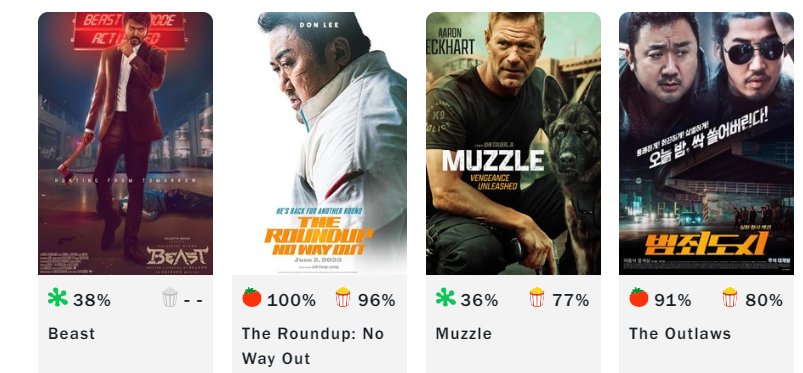 BEAST MODE
ACTIVATED
HUNTING FROM TOMORROW
BEAST
38%
- -
Beast
DON LEE
HE'S BACK FOR ANOTHER ROUND
THE
ROUNDUP
NO WAY OUT
June 2, 2023
100%
96%
The Roundup: No
Way Out
AARON
ECKHART
MUZZLE
VENGEANCE
UNLEASHED
36%
77%
Muzzle
오늘 밤, 싹 쓸어버린다!
범죄도시
91%
80%
The Outlaws